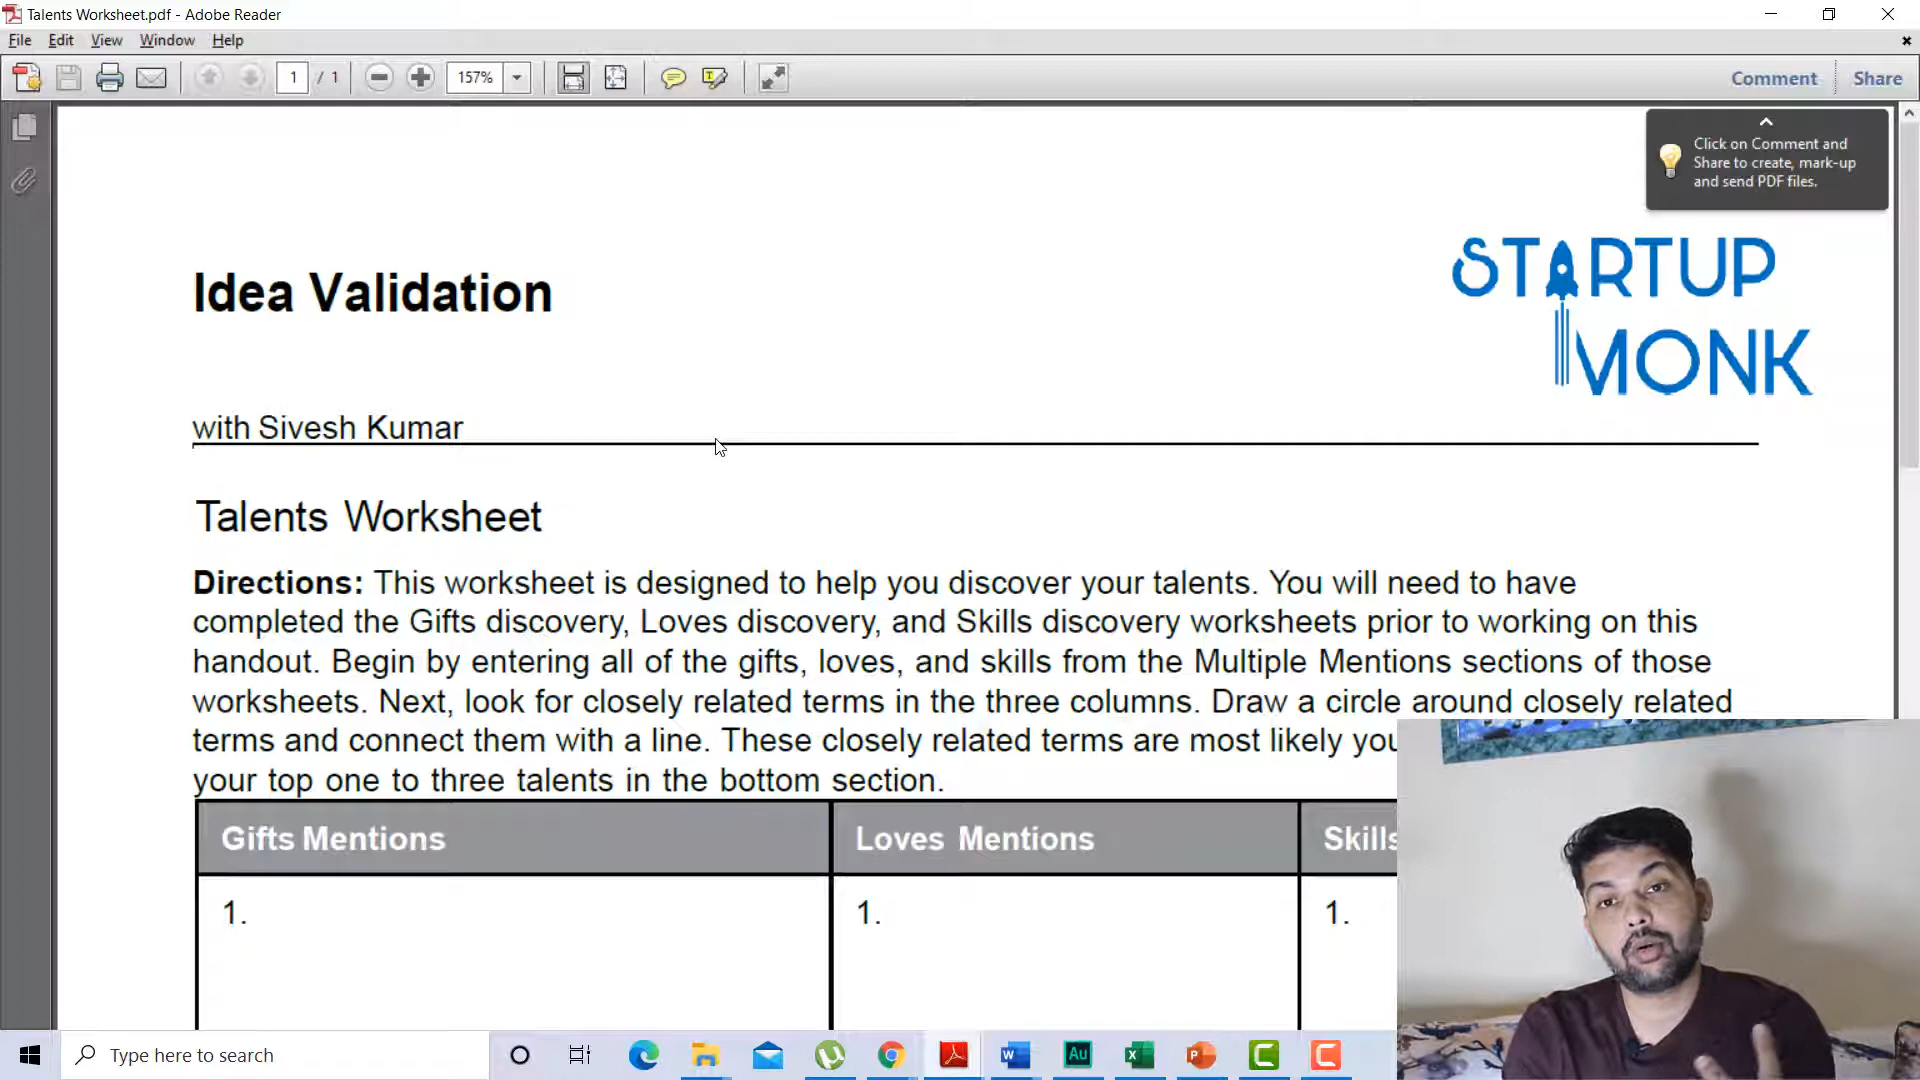 Talents Worksheet.pdf - Adobe Reader
File Edit View Window Help
1 / 1 157% Comment Share
Click on Comment and
Share to create, mark-up
and send PDF files.
STARTUP
MONK
Idea Validation
with Sivesh Kumar
Talents Worksheet
Directions: This worksheet is designed to help you discover your talents. You will need to have
completed the Gifts discovery, Loves discovery, and Skills discovery worksheets prior to working on this
handout. Begin by entering all of the gifts, loves, and skills from the Multiple Mentions sections of those
worksheets. Next, look for closely related terms in the three columns. Draw a circle around closely related
terms and connect them with a line. These closely related terms are most likely
your top one to three talents in the bottom section.
Gifts Mentions Loves Mentions Skills
1. 1. 1.
Type here to search
Au